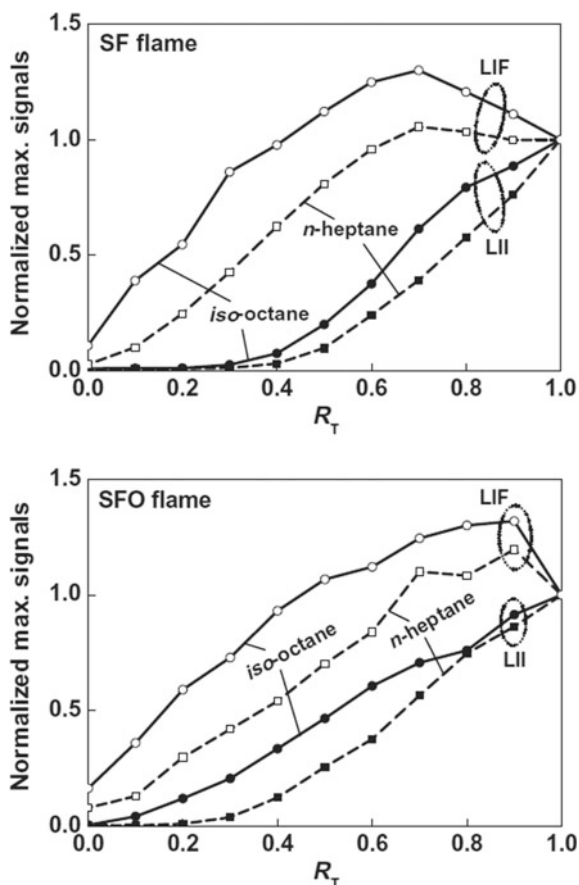 SF flame
Normalized max. signals
1.5
1.0
0.5
0.0
LIF
n-heptane
LII
iso-octane
0.0 0.2 0.4 0.6 0.8 1.0
RT
SFO flame
Normalized max. signals
1.5
1.0
0.5
0.0
LIF
iso-octane
n-heptane
LII
0.0 0.2 0.4 0.6 0.8 1.0
RT